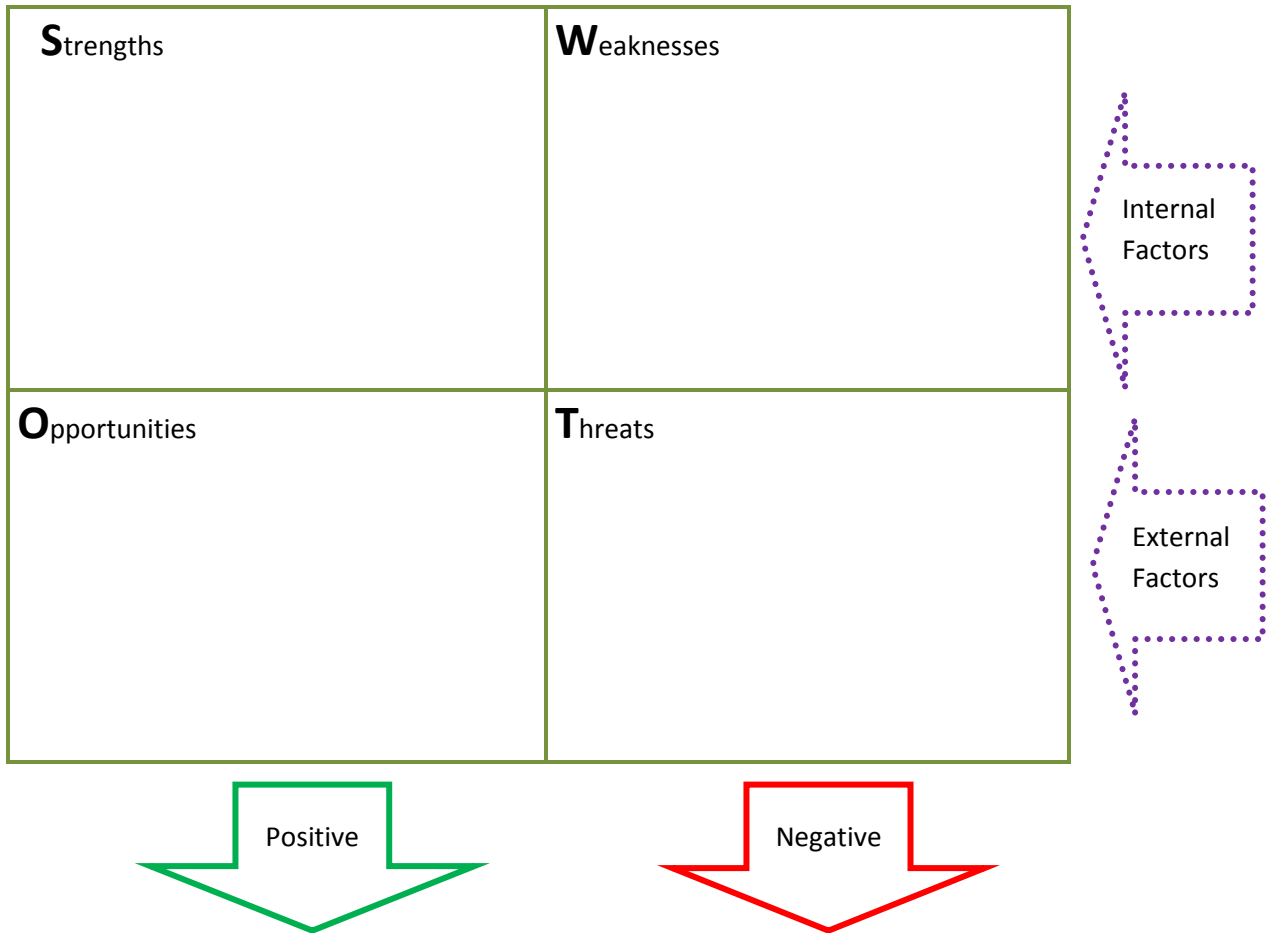 Strengths
Weaknesses
Internal
Factors
Opportunities
Threats
External
Factors
Positive
Negative